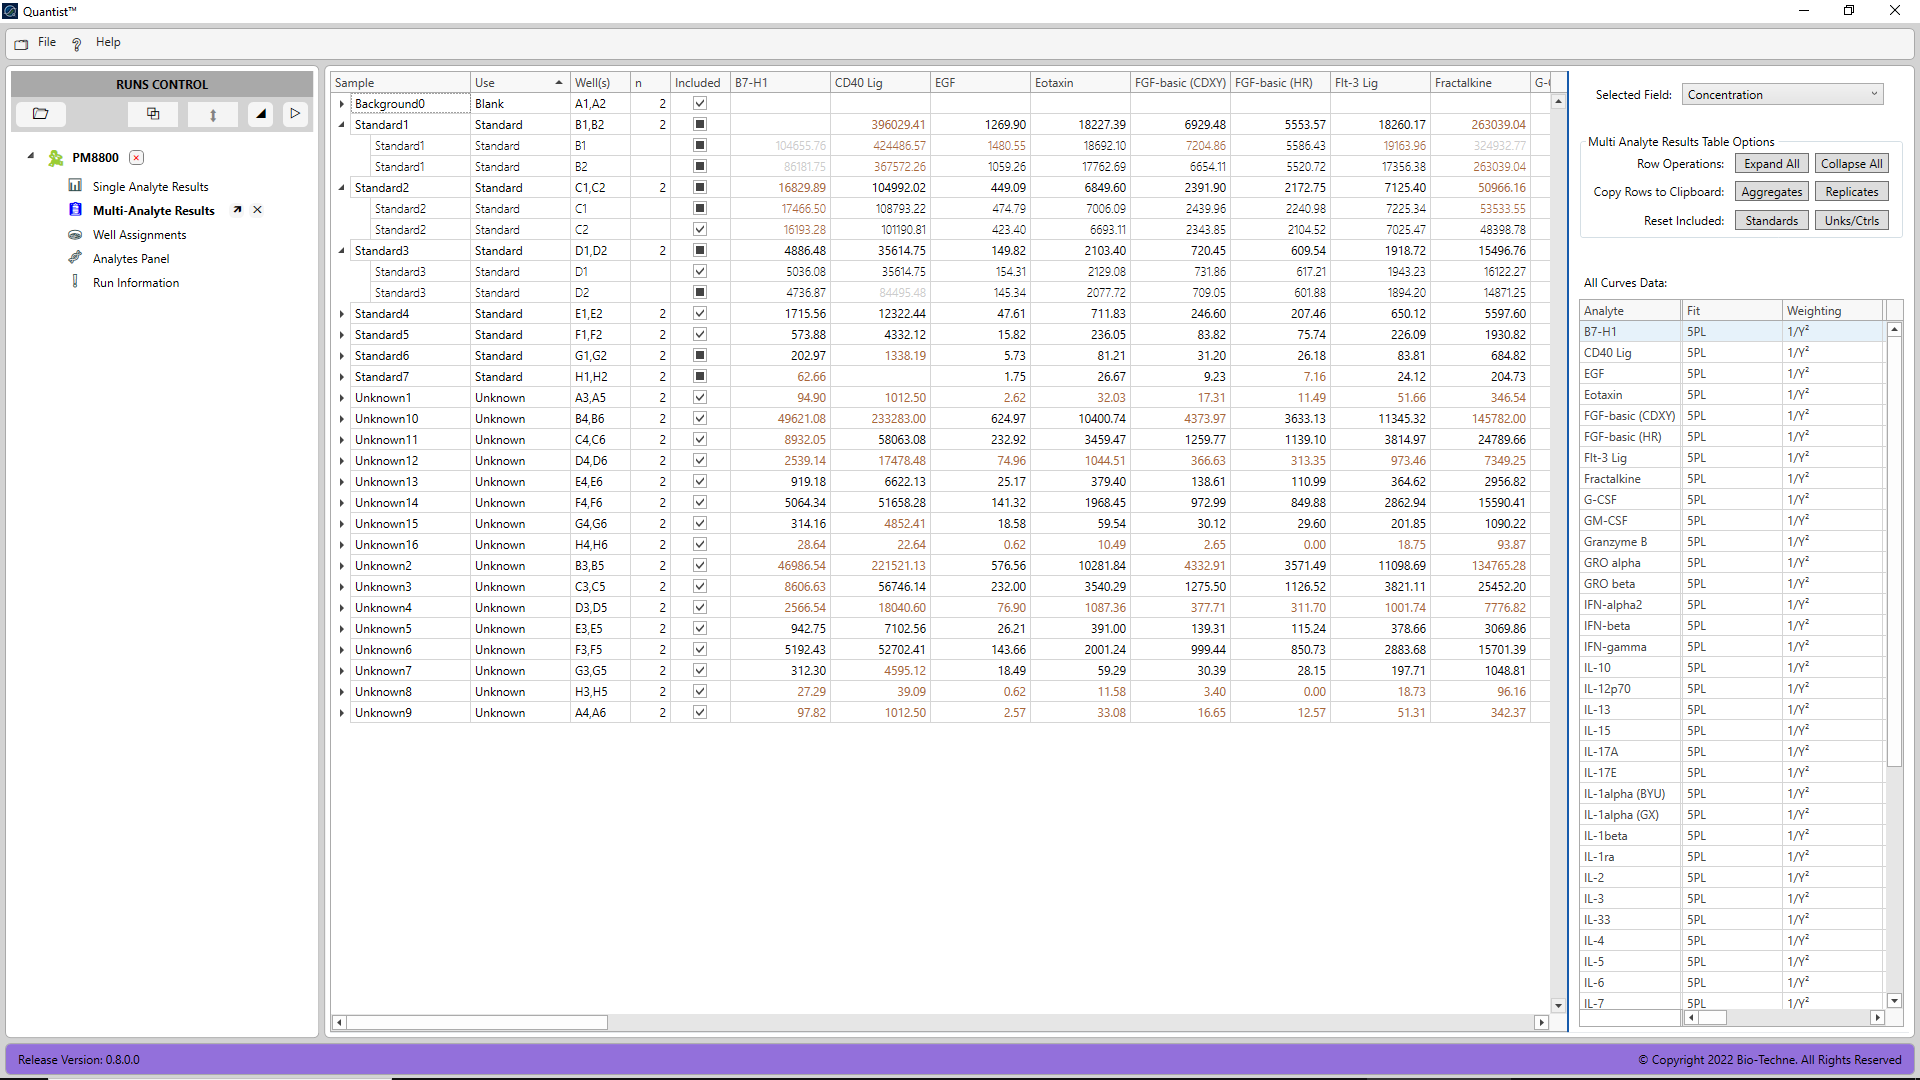 Quantist™
File Help
RUNS CONTROL
PM8800
Single Analyte Results
Multi-Analyte Results
Well Assignments
Analytes Panel
Run Information
Sample Use Well(s) n Included B7-H1 CD40 Lig EGF Eotaxin FGF-basic (CDXY) FGF-basic (HR) Flt-3 Lig Fractalkine G-
Background0 Blank A1,A2 2
Standard1 Standard B1,B2 2 396029.41 1269.90 18227.39 6929.48 5553.57 18260.17 263039.04
Standard1 Standard B1 104655.76 424486.57 1480.55 18692.10 7204.86 5586.43 19163.96 324932.77
Standard1 Standard B2 86181.75 367572.26 1059.26 17762.69 6654.11 5520.72 17356.38 263039.04
Standard2 Standard C1,C2 2 16829.89 104992.02 449.09 6849.60 2391.90 2172.75 7125.40 50966.16
Standard2 Standard C1 17466.50 108793.22 474.79 7006.09 2439.96 2240.98 7225.34 53533.55
Standard2 Standard C2 16193.28 101190.81 423.40 6693.11 2343.85 2104.52 7025.47 48398.78
Standard3 Standard D1,D2 2 4886.48 35614.75 149.82 2103.40 720.45 609.54 1918.72 15496.76
Standard3 Standard D1 5036.08 35614.75 154.31 2129.08 731.86 617.21 1943.23 16122.27
Standard3 Standard D2 4736.87 84495.48 145.34 2077.72 709.05 601.88 1894.20 14871.25
Standard4 Standard E1,E2 2 1715.56 12322.44 47.61 711.83 246.60 207.46 650.12 5597.60
Standard5 Standard F1,F2 2 573.88 4332.12 15.82 236.05 83.82 75.74 226.09 1930.82
Standard6 Standard G1,G2 2 202.97 1338.19 5.73 81.21 31.20 26.18 83.81 684.82
Standard7 Standard H1,H2 2 62.66 1.75 26.67 9.23 7.16 24.12 204.73
Unknown1 Unknown A3,A5 2 94.90 1012.50 2.62 32.03 17.31 11.49 51.66 346.54
Unknown10 Unknown B4,B6 2 49621.08 233283.00 624.97 10400.74 4373.97 3633.13 11345.32 145782.00
Unknown11 Unknown C4,C6 2 8932.05 58063.08 232.92 3459.47 1259.77 1139.10 3814.97 24789.66
Unknown12 Unknown D4,D6 2 2539.14 17478.48 74.96 1044.51 366.63 313.35 973.46 7349.25
Unknown13 Unknown E4,E6 2 919.18 6622.13 25.17 379.40 138.61 110.99 364.62 2956.82
Unknown14 Unknown F4,F6 2 5064.34 51658.28 141.32 1968.45 972.99 849.88 2862.94 15590.41
Unknown15 Unknown G4,G6 2 314.16 4852.41 18.58 59.54 30.12 29.60 201.85 1090.22
Unknown16 Unknown H4,H6 2 28.64 22.64 0.62 10.49 2.65 0.00 18.75 93.87
Unknown2 Unknown B3,B5 2 46986.54 221521.13 576.56 10281.84 4332.91 3571.49 11098.69 134765.28
Unknown3 Unknown C3,C5 2 8606.63 56746.14 232.00 3540.29 1275.50 1126.52 3821.11 25452.20
Unknown4 Unknown D3,D5 2 2566.54 18040.60 76.90 1087.36 377.71 311.70 1001.74 7776.82
Unknown5 Unknown E3,E5 2 942.75 7102.56 26.21 391.00 139.31 115.24 378.66 3069.86
Unknown6 Unknown F3,F5 2 5192.43 52702.41 143.66 2001.24 999.44 850.73 2883.68 15701.39
Unknown7 Unknown G3,G5 2 312.30 4595.12 18.49 59.29 30.39 28.15 197.71 1048.81
Unknown8 Unknown H3,H5 2 27.29 39.09 0.62 11.58 3.40 0.00 18.73 96.16
Unknown9 Unknown A4,A6 2 97.82 1012.50 2.57 33.08 16.65 12.57 51.31 342.37
Selected Field: Concentration
Multi Analyte Results Table Options
Row Operations: Expand All Collapse All
Copy Rows to Clipboard: Aggregates Replicates
Reset Included: Standards Unks/Ctrls
All Curves Data:
Analyte Fit Weighting
B7-H1 5PL 1/Y²
CD40 Lig 5PL 1/Y²
EGF 5PL 1/Y²
Eotaxin 5PL 1/Y²
FGF-basic (CDXY) 5PL 1/Y²
FGF-basic (HR) 5PL 1/Y²
Flt-3 Lig 5PL 1/Y²
Fractalkine 5PL 1/Y²
G-CSF 5PL 1/Y²
GM-CSF 5PL 1/Y²
Granzyme B 5PL 1/Y²
GRO alpha 5PL 1/Y²
GRO beta 5PL 1/Y²
IFN-alpha2 5PL 1/Y²
IFN-beta 5PL 1/Y²
IFN-gamma 5PL 1/Y²
IL-10 5PL 1/Y²
IL-12p70 5PL 1/Y²
IL-13 5PL 1/Y²
IL-15 5PL 1/Y²
IL-17A 5PL 1/Y²
IL-17E 5PL 1/Y²
IL-1alpha (BYU) 5PL 1/Y²
IL-1alpha (GX) 5PL 1/Y²
IL-1beta 5PL 1/Y²
IL-1ra 5PL 1/Y²
IL-2 5PL 1/Y²
IL-3 5PL 1/Y²
IL-33 5PL 1/Y²
IL-4 5PL 1/Y²
IL-5 5PL 1/Y²
IL-6 5PL 1/Y²
IL-7 5PL 1/Y²
Release Version: 0.8.0.0
© Copyright 2022 Bio-Techne. All Rights Reserved